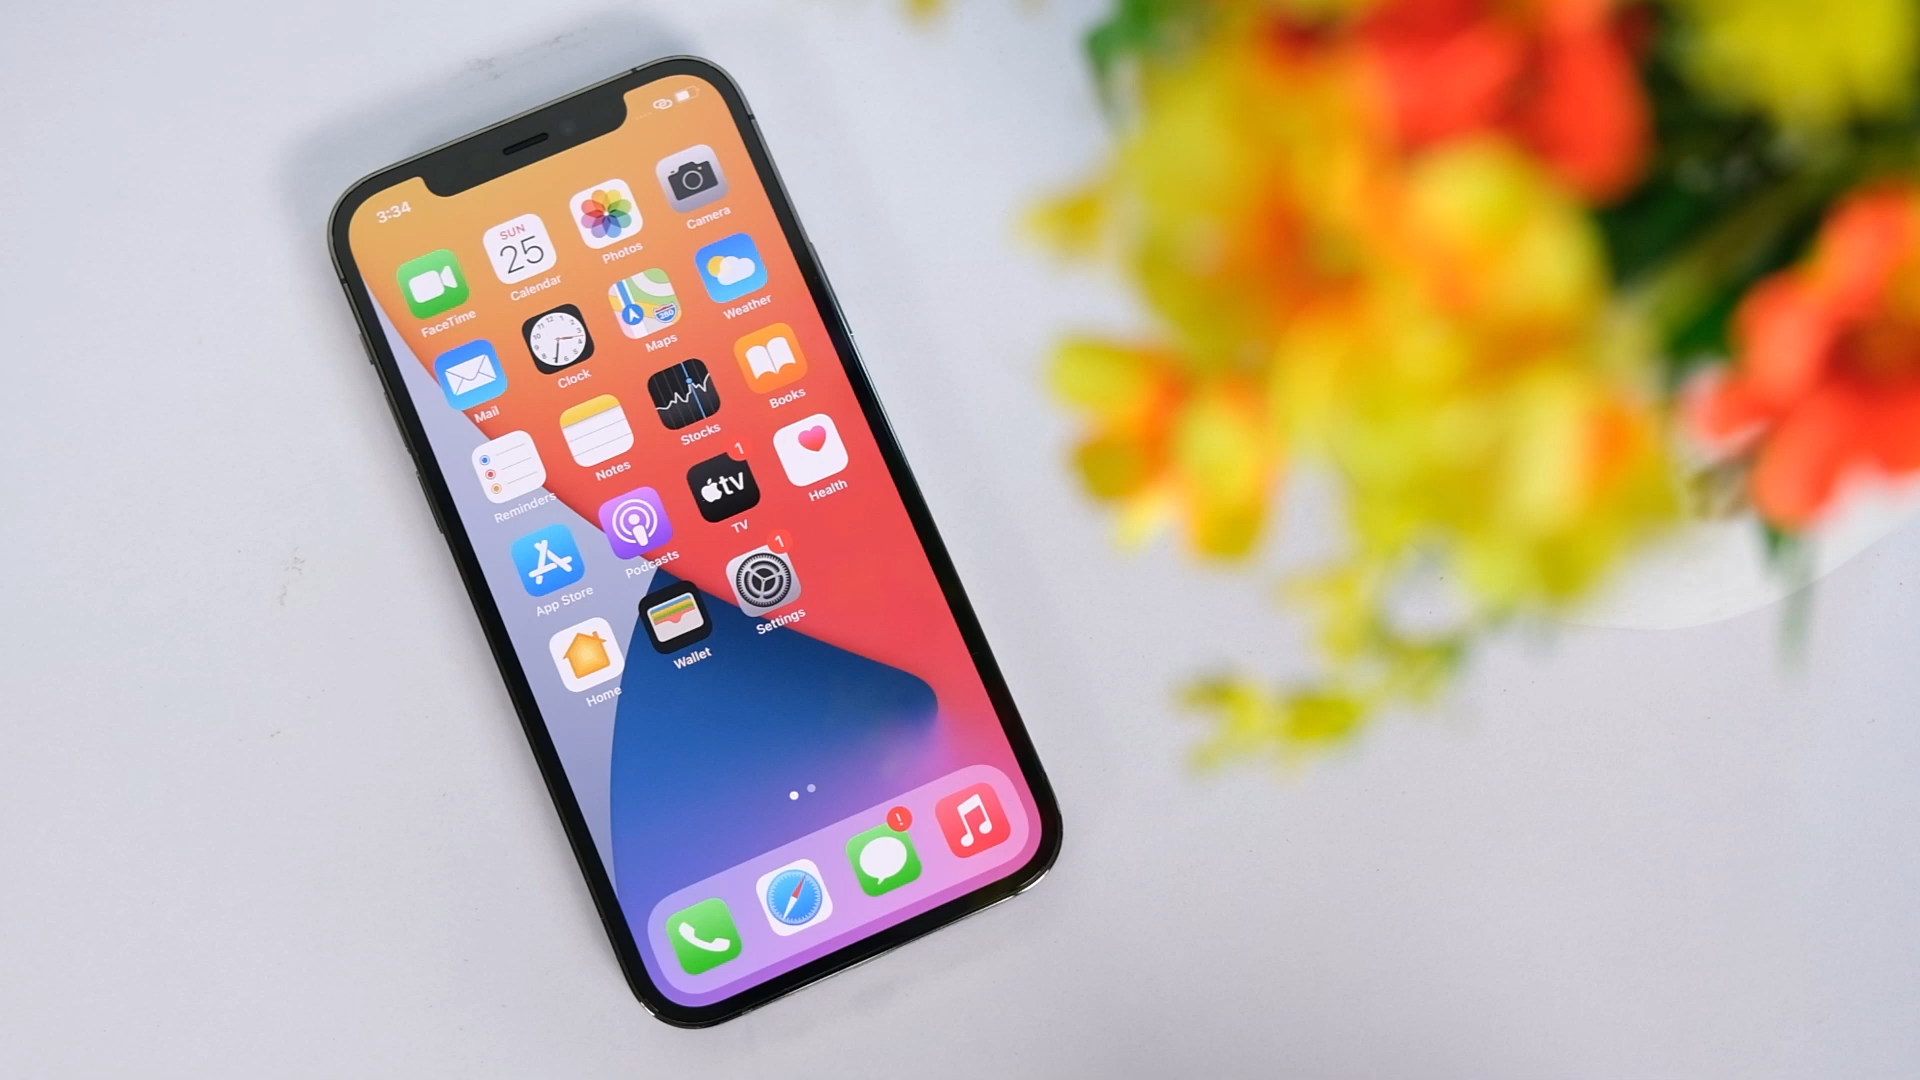 3:34
FaceTime
SUN
25
Calendar
Photos
Camera
Mail
Clock
280
Maps
Weather
Reminders
Notes
Stocks
Books
App Store
Podcasts
1
tv
TV
Health
Home
Wallet
1
Settings
!